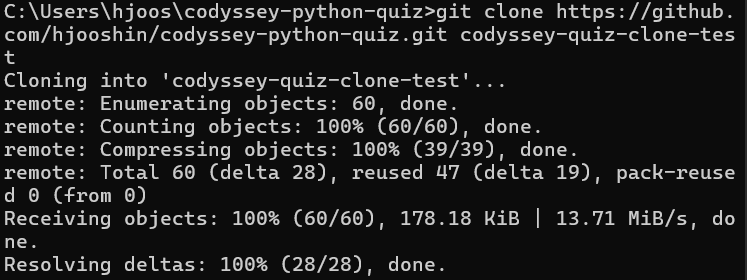 C:\Users\hjoos\codyssey-python-quiz>git clone https://github.
com/hjooshin/codyssey-python-quiz.git codyssey-quiz-clone-tes
t
Cloning into 'codyssey-quiz-clone-test'...
remote: Enumerating objects: 60, done.
remote: Counting objects: 100% (60/60), done.
remote: Compressing objects: 100% (39/39), done.
remote: Total 60 (delta 28), reused 47 (delta 19), pack-reuse
d 0 (from 0)
Receiving objects: 100% (60/60), 178.18 KiB | 13.71 MiB/s, do
ne.
Resolving deltas: 100% (28/28), done.